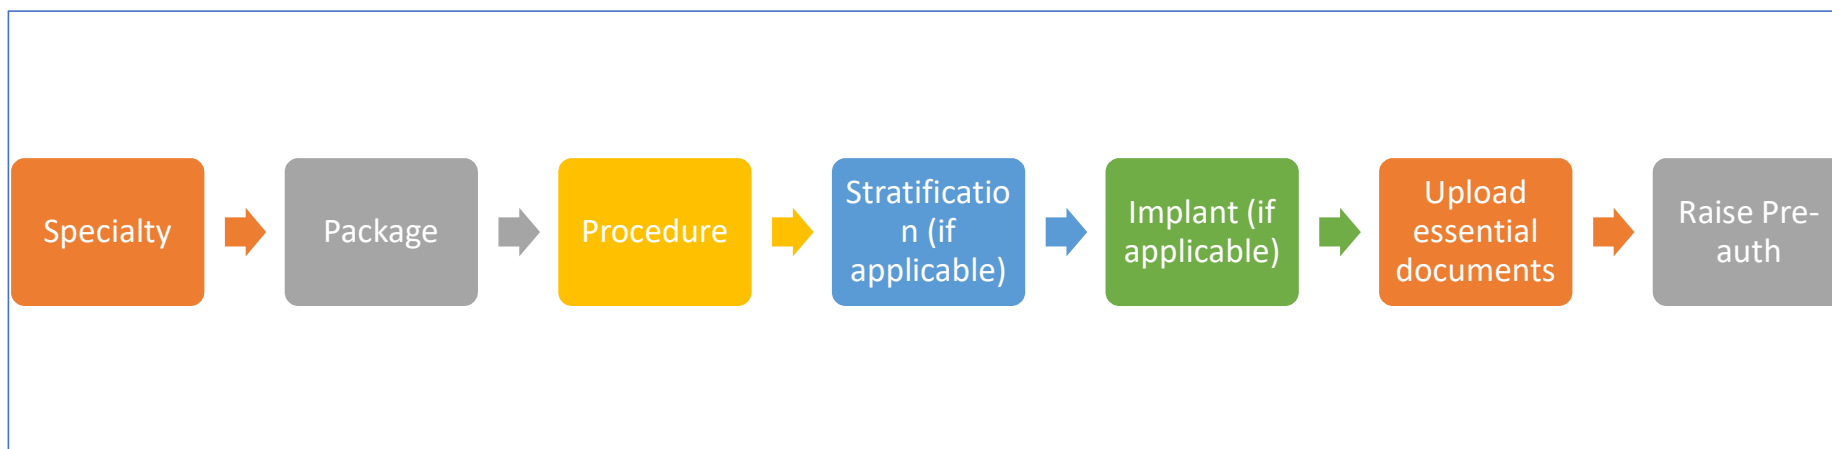 Specialty
Package
Procedure
Stratificatio
n (if
applicable)
Implant (if
applicable)
Upload
essential
documents
Raise Pre-
auth